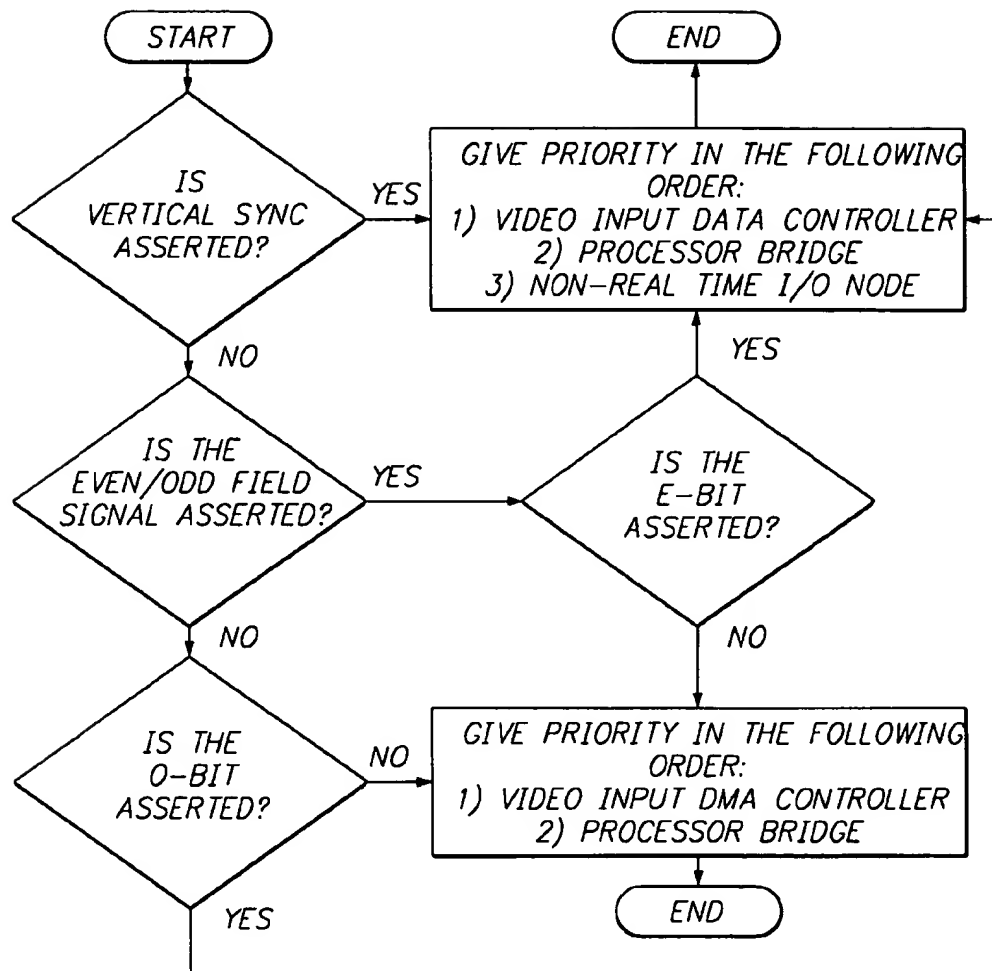 START
END
IS
VERTICAL SYNC
ASSERTED?
YES
GIVE PRIORITY IN THE FOLLOWING
ORDER:
1) VIDEO INPUT DATA CONTROLLER
2) PROCESSOR BRIDGE
3) NON-REAL TIME I/O NODE
NO
YES
IS THE
EVEN/ODD FIELD
SIGNAL ASSERTED?
YES
IS THE
E-BIT
ASSERTED?
NO
NO
IS THE
O-BIT
ASSERTED?
NO
GIVE PRIORITY IN THE FOLLOWING
ORDER:
1) VIDEO INPUT DMA CONTROLLER
2) PROCESSOR BRIDGE
YES
END